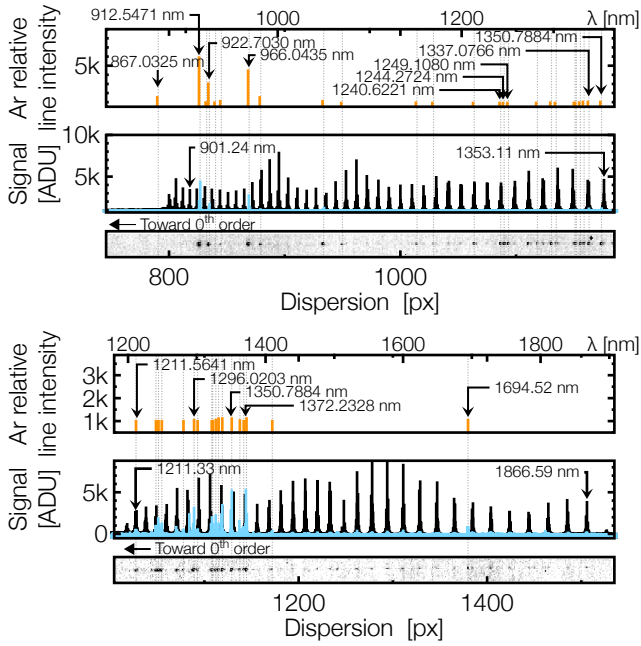 1000 1200 λ [nm]
Ar relative
line intensity
5k
867.0325 nm
912.5471 nm
922.7030 nm
966.0435 nm
1350.7884 nm
1337.0766 nm
1249.1080 nm
1244.2724 nm
1240.6221 nm
Signal
[ADU]
10k
5k
901.24 nm
1353.11 nm
Toward 0th order
800 900 1000
Dispersion [px]
1200 1400 1600 1800 λ [nm]
Ar relative
line intensity
3k
2k
1k
1211.5641 nm
1296.0203 nm
1350.7884 nm
1372.2328 nm
1694.52 nm
Signal
[ADU]
5k
0
1211.33 nm
1866.59 nm
Toward 0th order
1200 1400
Dispersion [px]